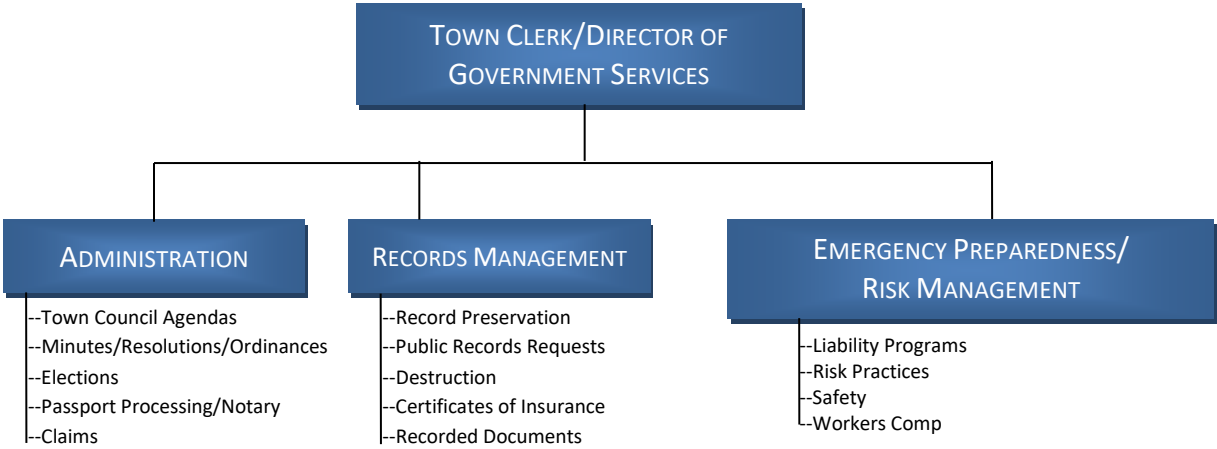 TOWN CLERK/DIRECTOR OF
GOVERNMENT SERVICES
ADMINISTRATION
--Town Council Agendas
--Minutes/Resolutions/Ordinances
--Elections
--Passport Processing/Notary
--Claims
RECORDS MANAGEMENT
--Record Preservation
--Public Records Requests
--Destruction
--Certificates of Insurance
--Recorded Documents
EMERGENCY PREPAREDNESS/
RISK MANAGEMENT
--Liability Programs
--Risk Practices
--Safety
--Workers Comp